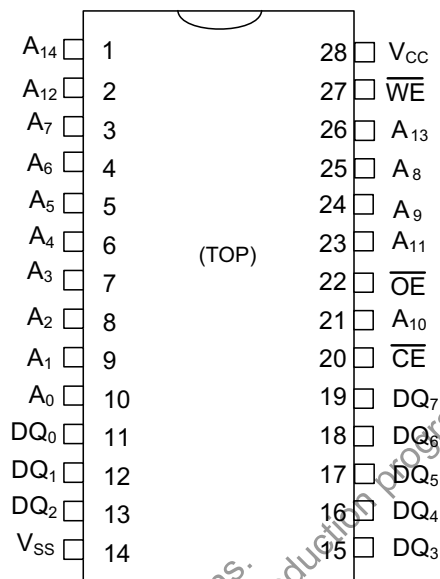 A14 1 28 VCC
A12 2 27 WE
A7 3 26 A13
A6 4 25 A8
A5 5 24 A9
A4 6 23 A11
(TOP)
A3 7 22 OE
A2 8 21 A10
A1 9 20 CE
A0 10 19 DQ7
DQ0 11 18 DQ6
DQ1 12 17 DQ5
DQ2 13 16 DQ4
VSS 14 15 DQ3